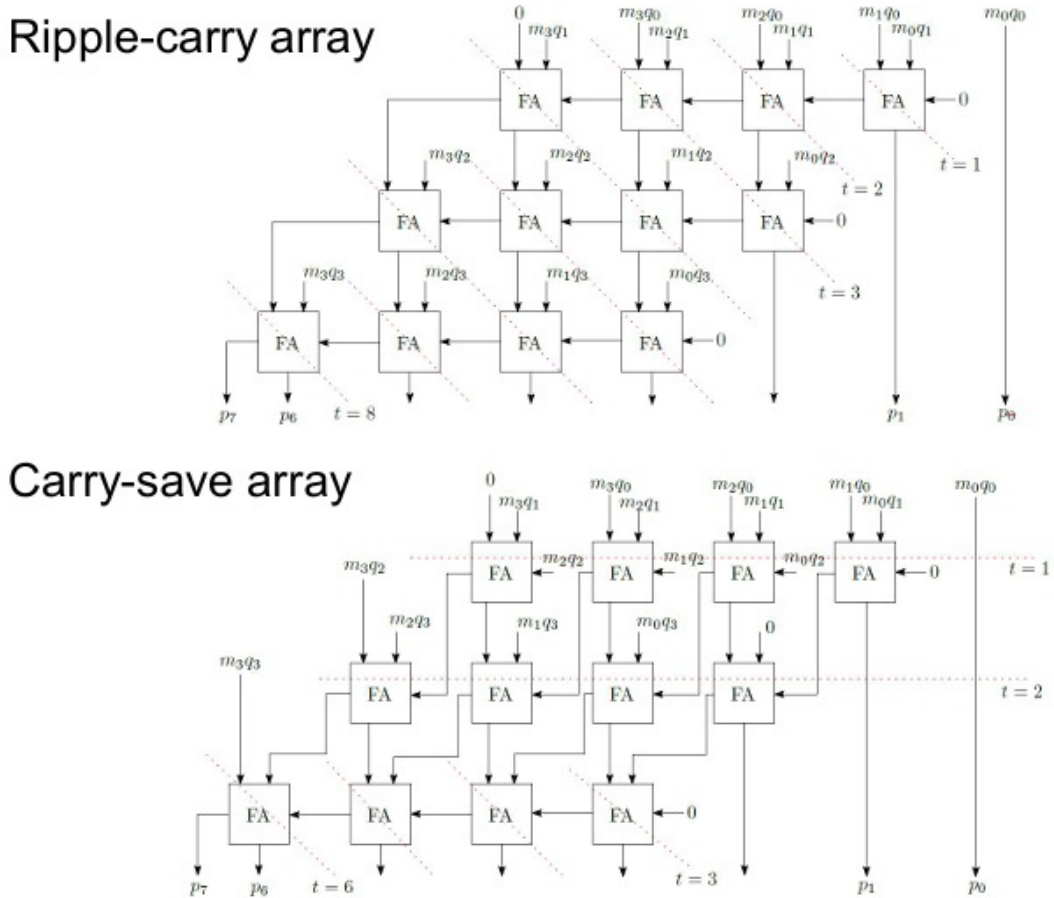 Ripple-carry array
0 m₃q₀ m₂q₀ m₁q₀ m₀q₀
m₃q₁ m₂q₁ m₁q₁ m₀q₁
FA FA FA FA 0
t = 1
m₃q₂ m₂q₂ m₁q₂ m₀q₂
t = 2
FA FA FA FA 0
m₃q₃ m₂q₃ m₁q₃ m₀q₃
t = 3
FA FA FA FA 0
p₇ p₆ t = 8 p₁ p₀
Carry-save array
0 m₃q₀ m₂q₀ m₁q₀ m₀q₀
m₃q₁ m₂q₁ m₁q₁ m₀q₁
m₃q₂ FA m₂q₂ FA m₁q₂ FA m₀q₂ FA 0 t = 1
m₂q₃ m₁q₃ m₀q₃ 0
m₃q₃
FA FA FA FA t = 2
FA FA FA FA 0
p₇ p₆ t = 6 t = 3 p₁ p₀